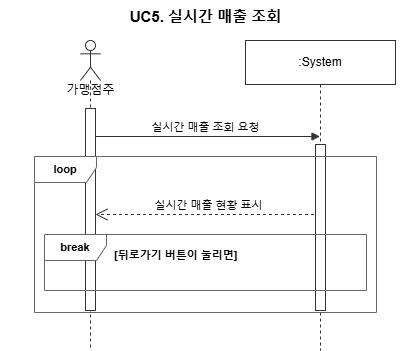 UC5. 실시간 매출 조회
가맹점주
:System
실시간 매출 조회 요청
loop
실시간 매출 현황 표시
break
[뒤로가기 버튼이 눌리면]